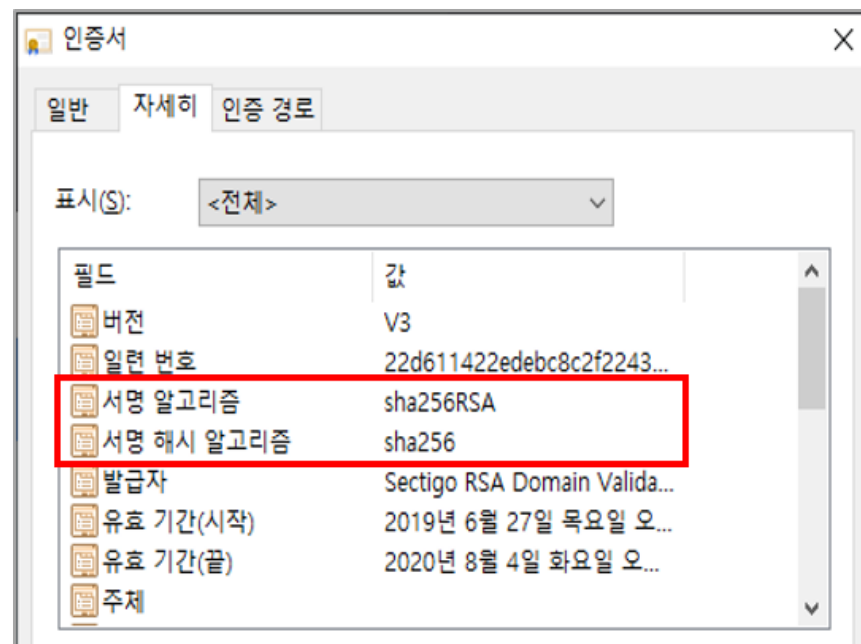 인증서
일반 자세히 인증 경로
표시(S): <전체>
필드 값
버전 V3
일련 번호 22d611422edebc8c2f2243...
서명 알고리즘 sha256RSA
서명 해시 알고리즘 sha256
발급자 Sectigo RSA Domain Valida...
유효 기간(시작) 2019년 6월 27일 목요일 오...
유효 기간(끝) 2020년 8월 4일 화요일 오...
주체